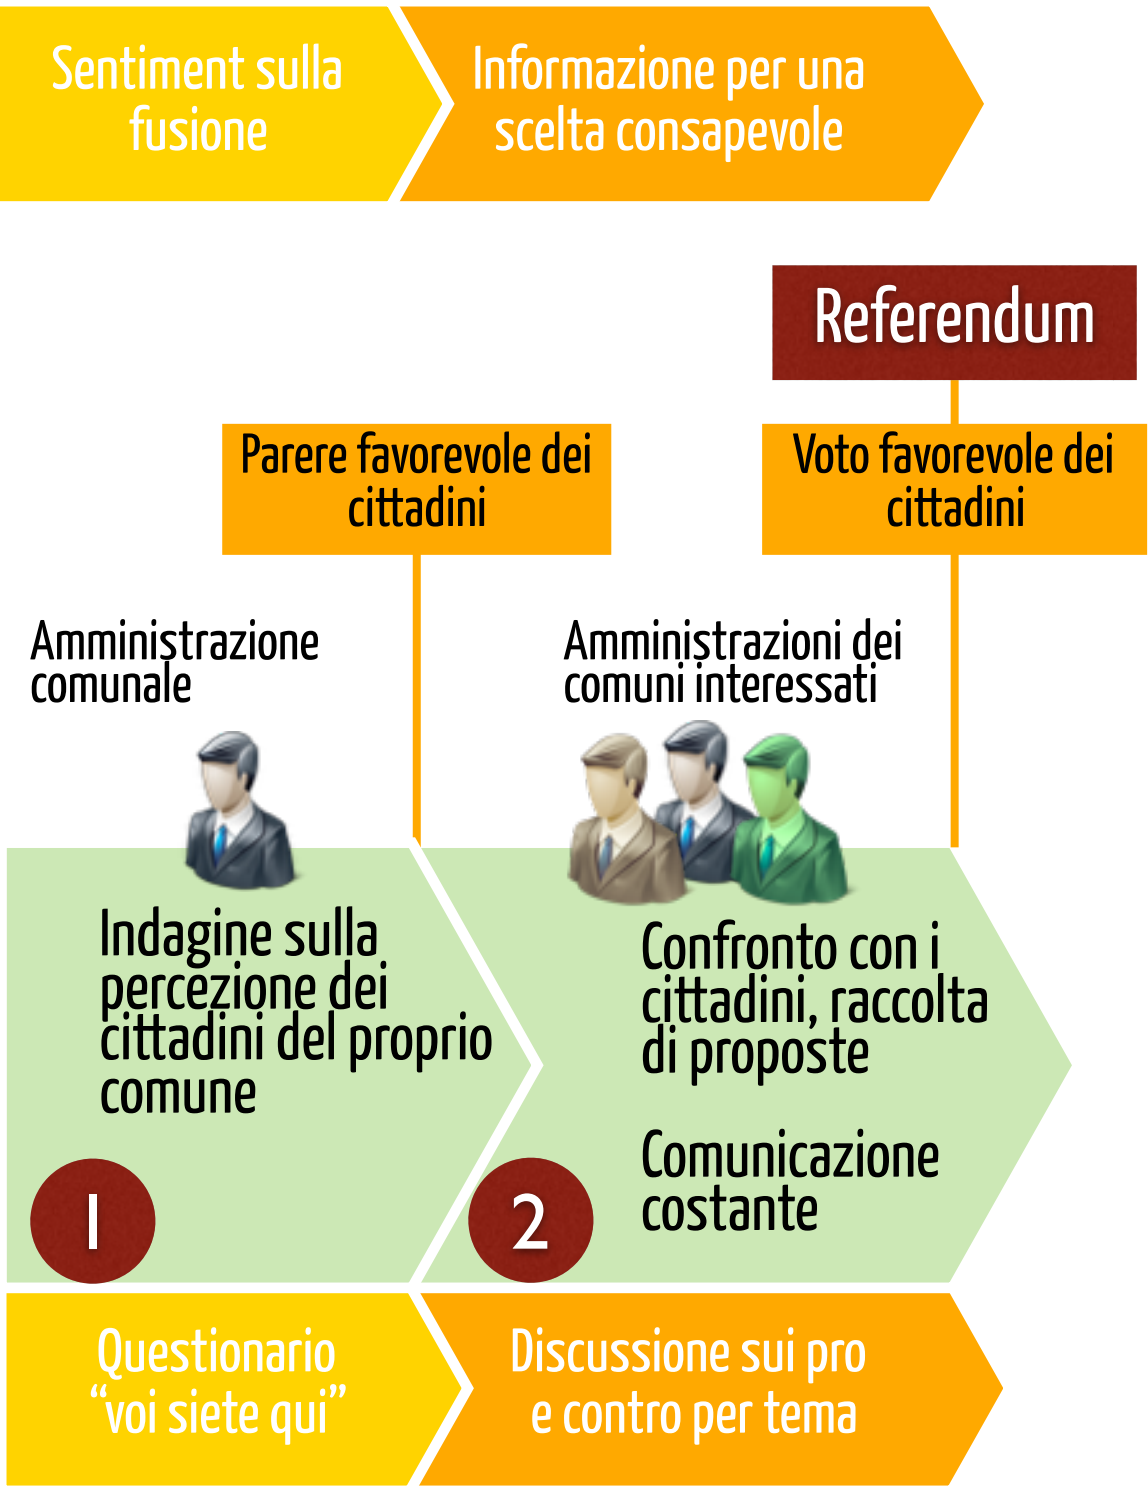 Sentiment sulla
fusione
Informazione per una
scelta consapevole
Referendum
Parere favorevole dei
cittadini
Voto favorevole dei
cittadini
Amministrazione
comunale
Amministrazioni dei
comuni interessati
Indagine sulla
percezione dei
cittadini del proprio
comune
1
Confronto con i
cittadini, raccolta
di proposte
Comunicazione
costante
2
Questionario
“voi siete qui”
Discussione sui pro
e contro per tema